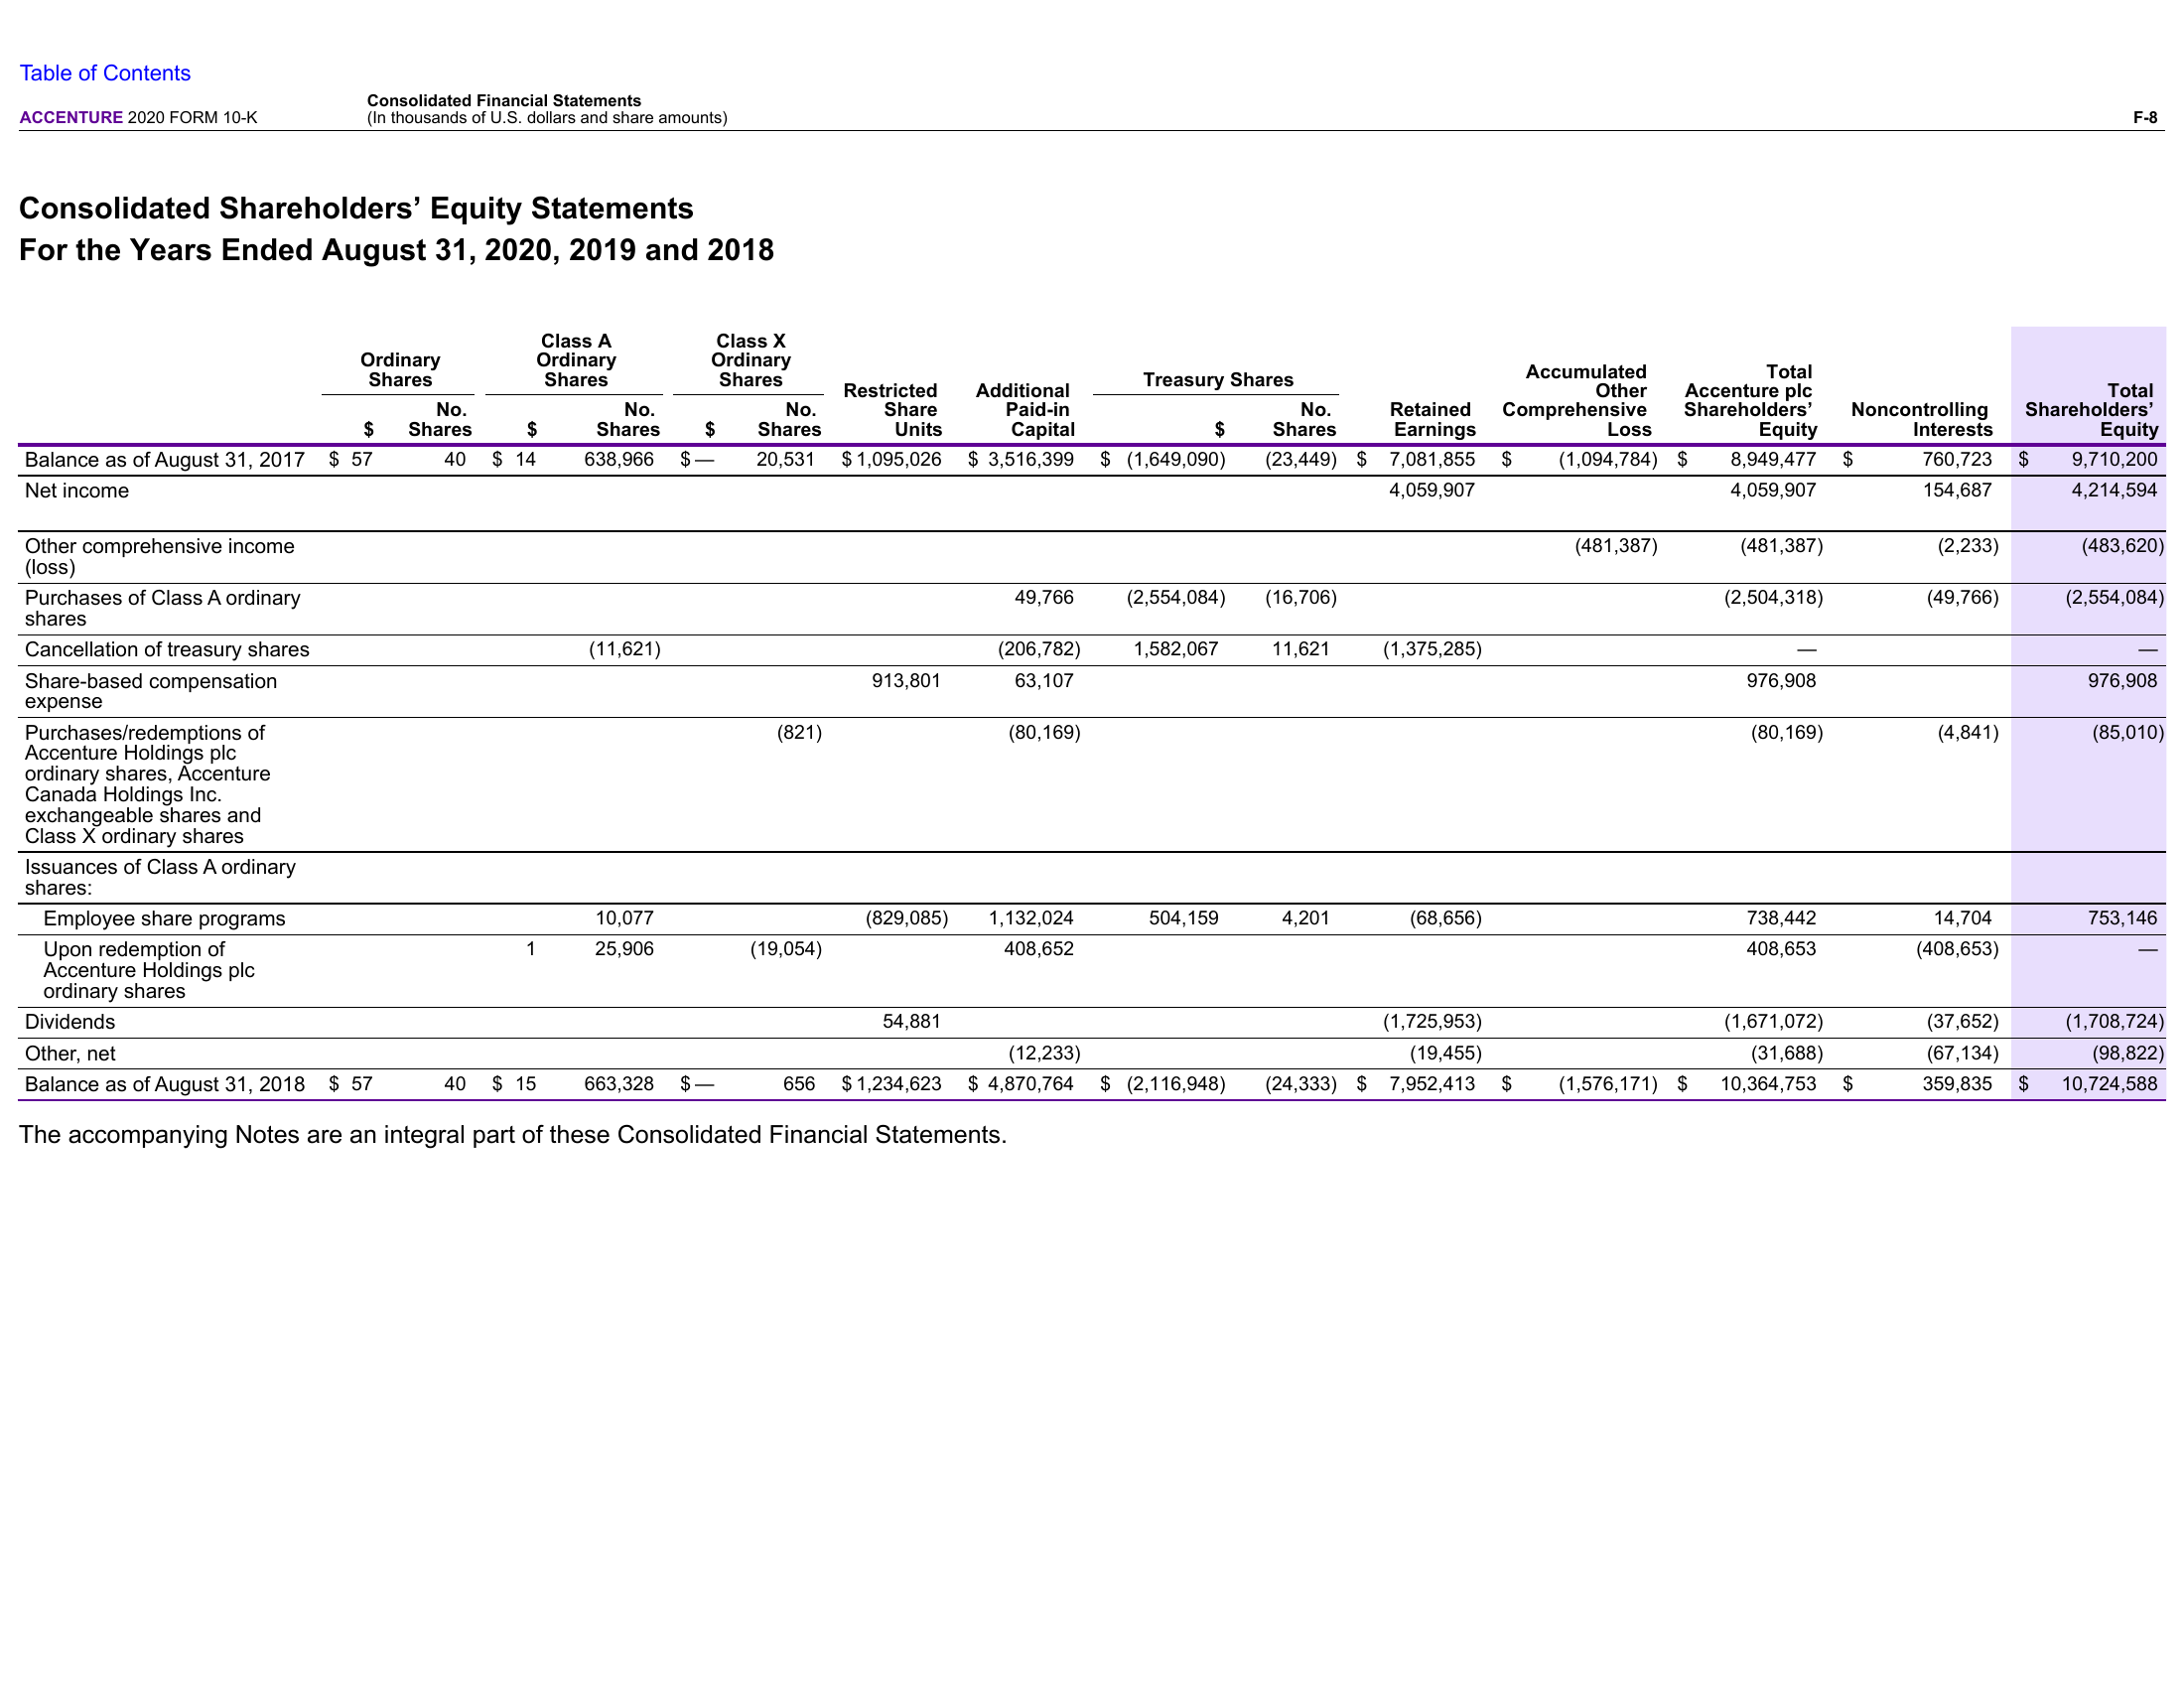 Table of Contents
Consolidated Financial Statements
ACCENTURE 2020 FORM 10-K (In thousands of U.S. dollars and share amounts) F-8
Consolidated Shareholders’ Equity Statements
For the Years Ended August 31, 2020, 2019 and 2018
Ordinary Shares Class A Ordinary Shares Class X Ordinary Shares Restricted Share Units Additional Paid-in Capital Treasury Shares Retained Earnings Accumulated Other Comprehensive Loss Total Accenture plc Shareholders’ Equity Noncontrolling Interests Total Shareholders’ Equity
$ No. Shares $ No. Shares $ No. Shares $ No. Shares
Balance as of August 31, 2017 $ 57 40 $ 14 638,966 $ — 20,531 $ 1,095,026 $ 3,516,399 $ (1,649,090) (23,449) $ 7,081,855 $ (1,094,784) $ 8,949,477 $ 760,723 $ 9,710,200
Net income 4,059,907 4,059,907 154,687 4,214,594
Other comprehensive income (481,387) (481,387) (2,233) (483,620)
(loss)
Purchases of Class A ordinary 49,766 (2,554,084) (16,706) (2,504,318) (49,766) (2,554,084)
shares
Cancellation of treasury shares (11,621) (206,782) 1,582,067 11,621 (1,375,285) — —
Share-based compensation 913,801 63,107 976,908 976,908
expense
Purchases/redemptions of (821) (80,169) (80,169) (4,841) (85,010)
Accenture Holdings plc
ordinary shares, Accenture
Canada Holdings Inc.
exchangeable shares and
Class X ordinary shares
Issuances of Class A ordinary
shares:
Employee share programs 10,077 (829,085) 1,132,024 504,159 4,201 (68,656) 738,442 14,704 753,146
Upon redemption of 1 25,906 (19,054) 408,652 408,653 (408,653) —
Accenture Holdings plc
ordinary shares
Dividends 54,881 (1,725,953) (1,671,072) (37,652) (1,708,724)
Other, net (12,233) (19,455) (31,688) (67,134) (98,822)
Balance as of August 31, 2018 $ 57 40 $ 15 663,328 $ — 656 $ 1,234,623 $ 4,870,764 $ (2,116,948) (24,333) $ 7,952,413 $ (1,576,171) $ 10,364,753 $ 359,835 $ 10,724,588
The accompanying Notes are an integral part of these Consolidated Financial Statements.